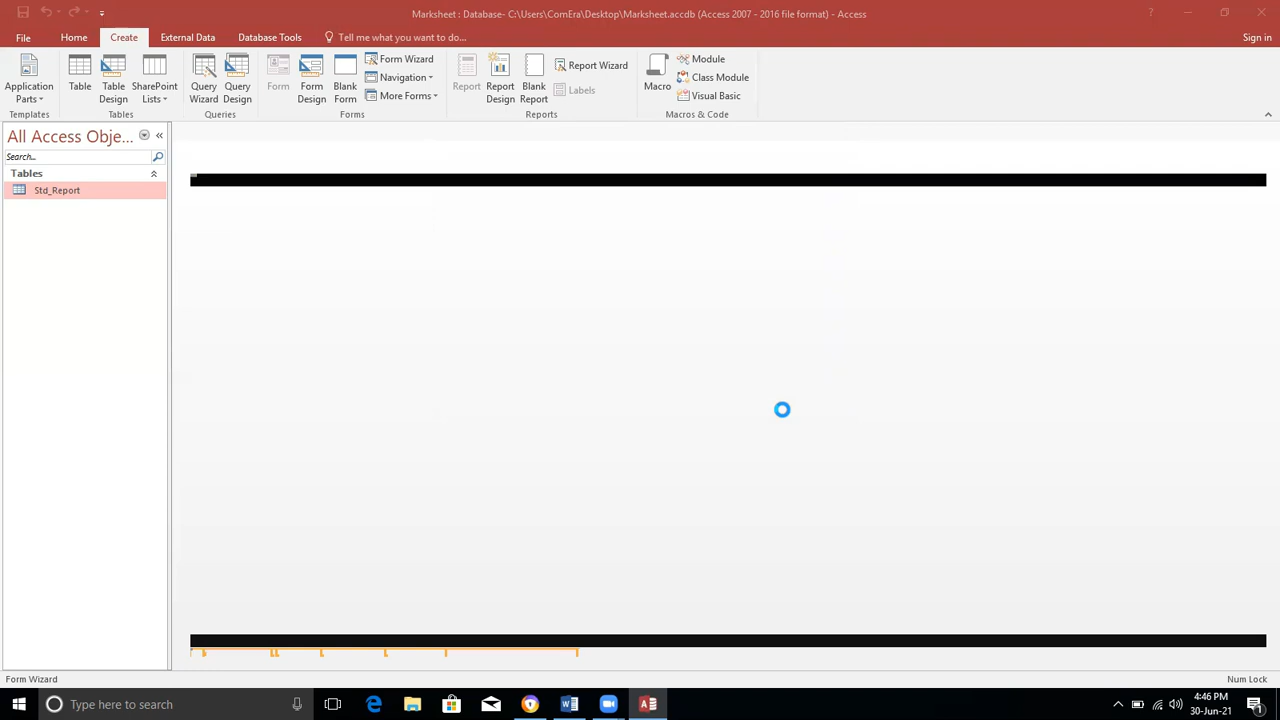 Marksheet : Database- C:\Users\ComEra\Desktop\Marksheet.accdb (Access 2007 - 2016 file format) - Access
?
File Home Create External Data Database Tools Tell me what you want to do... Sign in
Application Parts
Table
Table Design
SharePoint Lists
Query Wizard
Query Design
Form
Form Design
Blank Form
Form Wizard
Navigation
More Forms
Report
Report Design
Blank Report
Report Wizard
Labels
Macro
Module
Class Module
Visual Basic
Templates Tables Queries Forms Reports Macros & Code
All Access Obje... «
Search...
Tables
Std_Report
Form Wizard Num Lock
Type here to search
4:46 PM
30-Jun-21
1